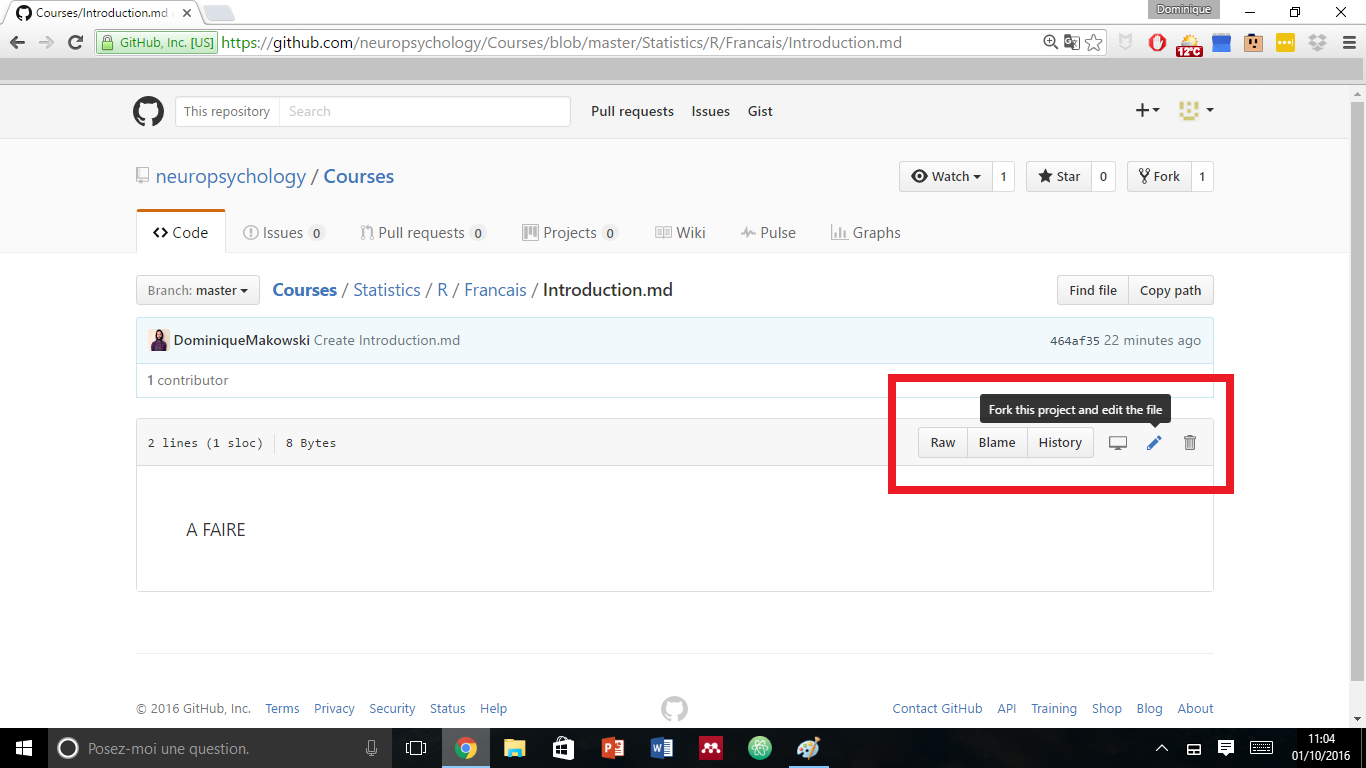 Dominique
Courses/Introduction.md
GitHub, Inc. [US] https://github.com/neuropsychology/Courses/blob/master/Statistics/R/Francais/Introduction.md
12°C
This repository Search Pull requests Issues Gist
neuropsychology / Courses
Watch 1 Star 0 Fork 1
Code Issues 0 Pull requests 0 Projects 0 Wiki Pulse Graphs
Branch: master Courses / Statistics / R / Francais / Introduction.md Find file Copy path
DominiqueMakowski Create Introduction.md 464af35 22 minutes ago
1 contributor
Fork this project and edit the file
2 lines (1 sloc) 8 Bytes Raw Blame History
A FAIRE
© 2016 GitHub, Inc. Terms Privacy Security Status Help Contact GitHub API Training Shop Blog About
Posez-moi une question.
11:04
01/10/2016